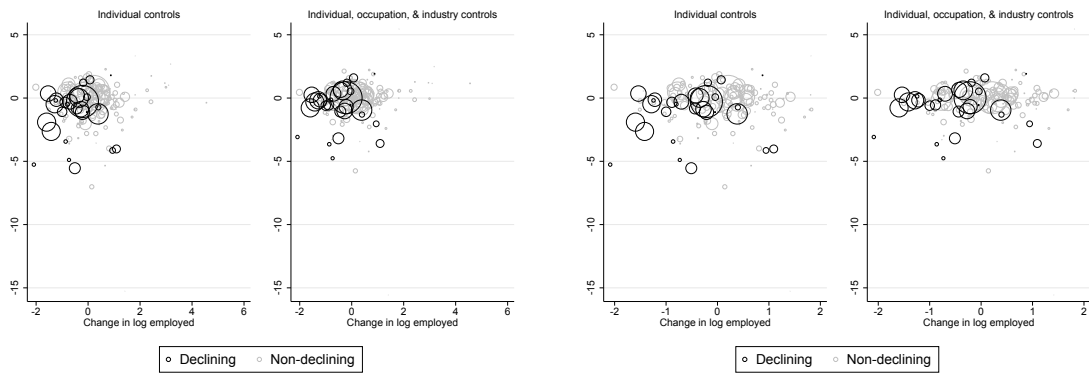 Individual controls
Individual, occupation, & industry controls
5
0
-5
-10
-15
-2 0 2 4 6
Change in log employed
5
0
-5
-10
-15
-2 0 2 4 6
Change in log employed
Declining Non-declining
Individual controls
Individual, occupation, & industry controls
5
0
-5
-10
-15
-2 -1 0 1 2
Change in log employed
5
0
-5
-10
-15
-2 -1 0 1 2
Change in log employed
Declining Non-declining